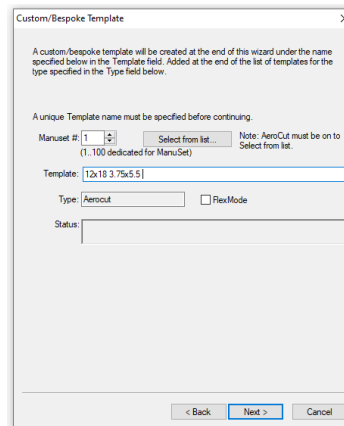 Custom/Bespoke Template
A custom/bespoke template will be created at the end of this wizard under the name
specified below in the Template field. Added at the end of the list of templates for the
type specified in the Type field below.
A unique Template name must be specified before continuing.
Manuset #: 1 Select from list... Note: AeroCut must be on to
Select from list.
(1..100 dedicated for ManuSet)
Template: 12x18 3.75x5.5
Type: Aerocut FlexMode
Status:
< Back Next > Cancel